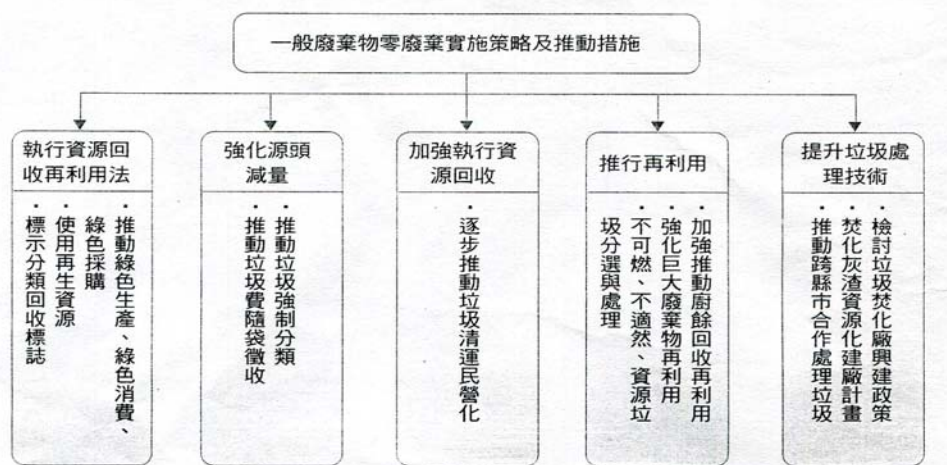 一般廢棄物零廢棄實施策略及推動措施
執行資源回
收再利用法
・推動綠色生產、綠色消費、
綠色採購
・使用再生資源
・標示分類回收標誌
強化源頭
減量
・推動垃圾強制分類
・推動垃圾費隨袋徵收
加強執行資
源回收
・逐步推動垃圾清運民營化
推行再利用
・加強推動廚餘回收再利用
・強化巨大廢棄物再利用
・不可燃、不適然、資源垃
圾分選與處理
提升垃圾處
理技術
・檢討垃圾焚化廠興建政策
・焚化灰渣資源化建廠計畫
・推動跨縣市合作處理垃圾